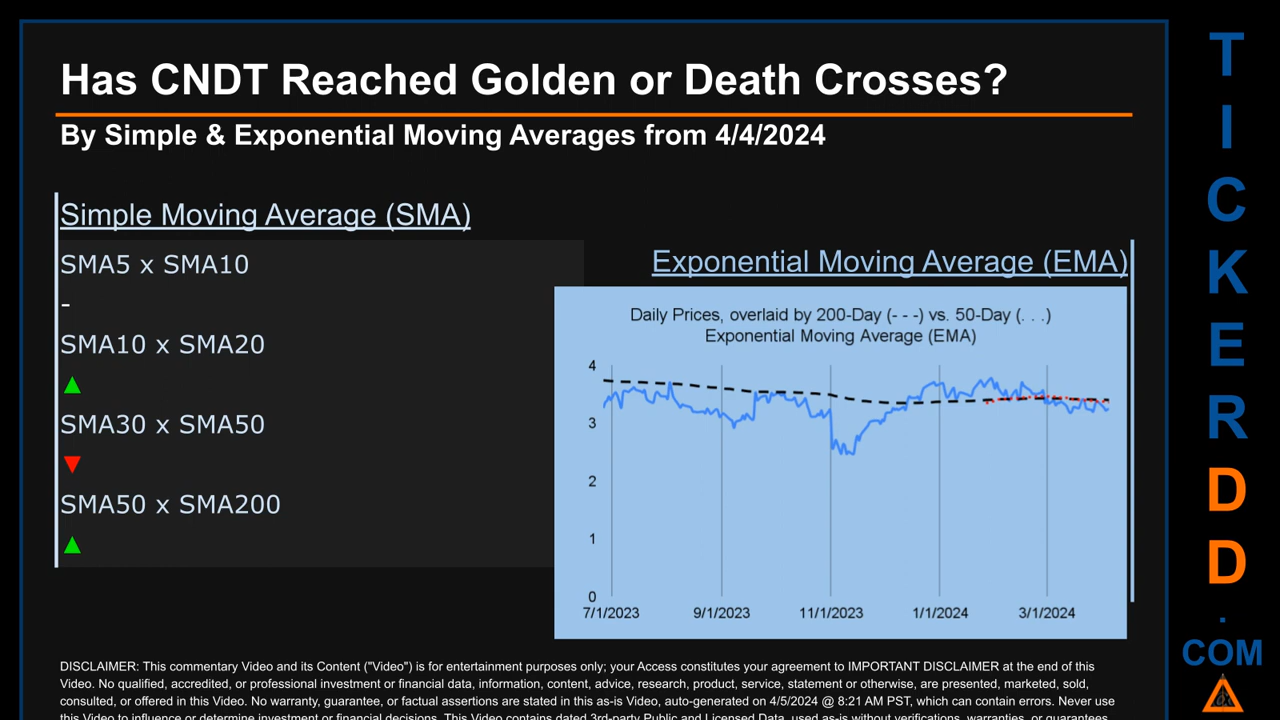 Has CNDT Reached Golden or Death Crosses?
By Simple & Exponential Moving Averages from 4/4/2024
Simple Moving Average (SMA)
SMA5 x SMA10
-
SMA10 x SMA20
▲
SMA30 x SMA50
▼
SMA50 x SMA200
▲
Exponential Moving Average (EMA)
Daily Prices, overlaid by 200-Day (- - -) vs. 50-Day (. . .)
Exponential Moving Average (EMA)
4
3
2
1
0
7/1/2023 9/1/2023 11/1/2023 1/1/2024 3/1/2024
DISCLAIMER: This commentary Video and its Content ("Video") is for entertainment purposes only; your Access constitutes your agreement to IMPORTANT DISCLAIMER at the end of this
Video. No qualified, accredited, or professional investment or financial data, information, content, advice, research, product, service, statement or otherwise, are presented, marketed, sold,
consulted, or offered in this Video. No warranty, guarantee, or factual assertions are stated in this as-is Video, auto-generated on 4/5/2024 @ 8:21 AM PST, which can contain errors. Never use
this Video to influence or determine investment or financial decisions. This Video contains dated 3rd-party Public and Licensed Data, used as-is without verifications, warranties, or guarantees
T
I
C
K
E
R
D
D
.
COM